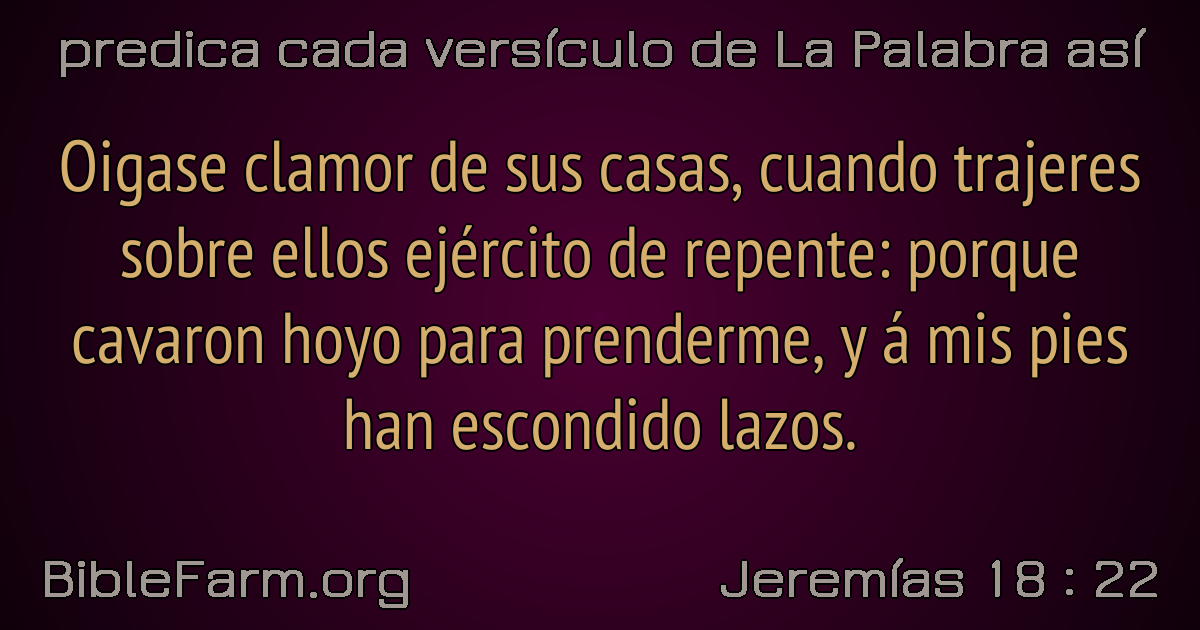 predica cada versículo de La Palabra así
Oigase clamor de sus casas, cuando trajeres
sobre ellos ejército de repente: porque
cavaron hoyo para prenderme, y á mis pies
han escondido lazos.
BibleFarm.org
Jeremías 18 : 22